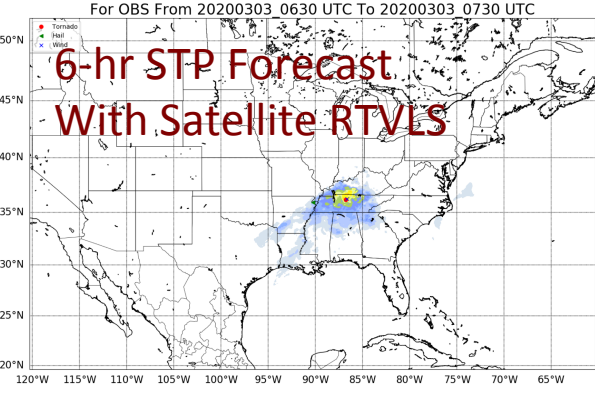 For OBS From 20200303_0630 UTC To 20200303_0730 UTC
Tornado
Hail
Wind
6-hr STP Forecast
With Satellite RTVLS
50°N
45°N
40°N
35°N
30°N
25°N
20°N
120°W 115°W 110°W 105°W 100°W 95°W 90°W 85°W 80°W 75°W 70°W 65°W